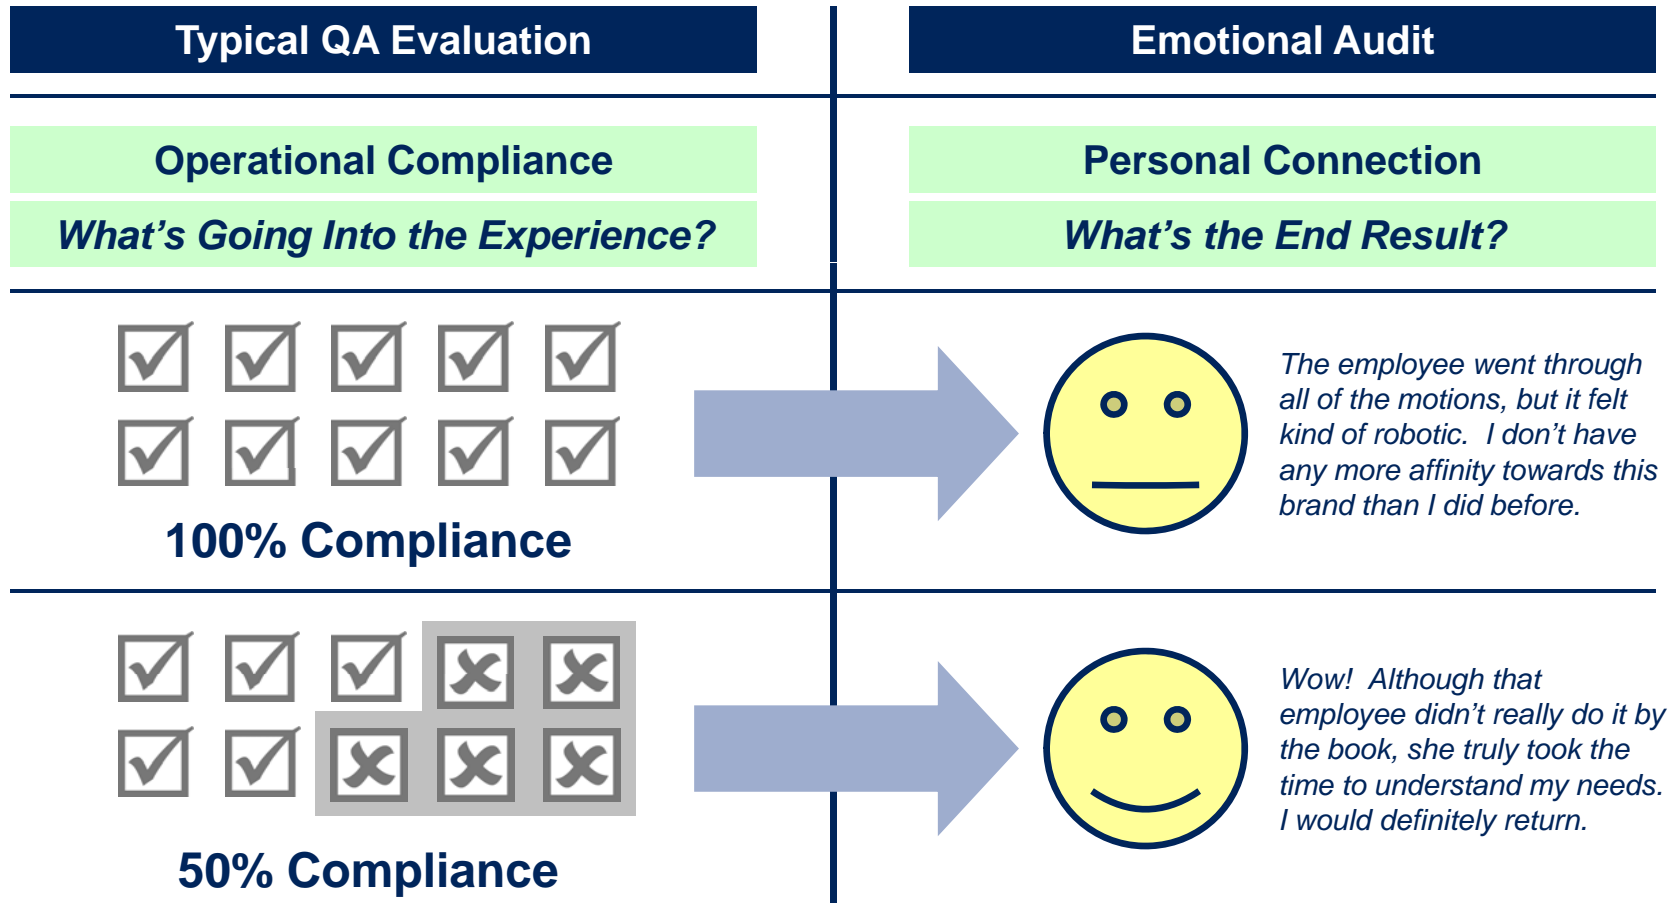 Typical QA Evaluation
Emotional Audit
Operational Compliance
Personal Connection
What's Going Into the Experience?
What's the End Result?
The employee went through
all of the motions, but it felt
kind of robotic.  I don't have
any more affinity towards this
brand than I did before.
100% Compliance
Wow!  Although that
employee didn't really do it by
the book, she truly took the
time to understand my needs.
I would definitely return.
50% Compliance